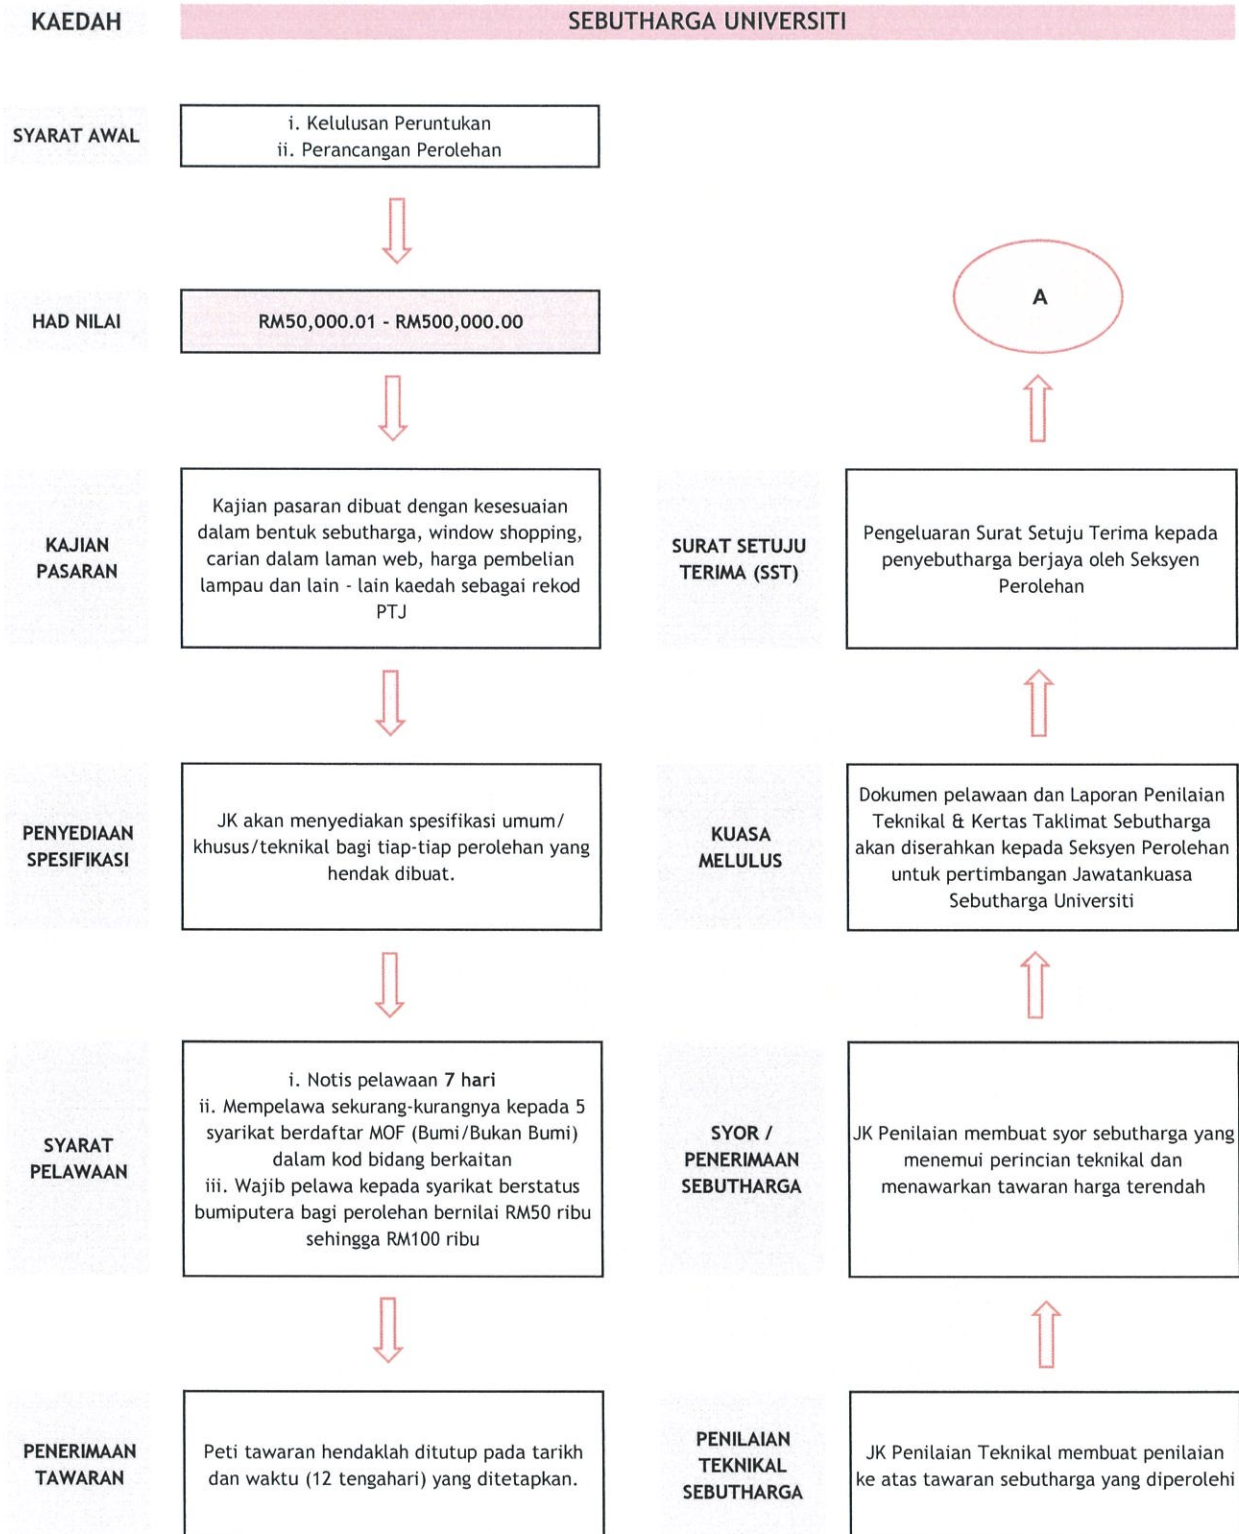 KAEDAH
SEBUTHARGA UNIVERSITI
SYARAT AWAL
i. Kelulusan Peruntukan
ii. Perancangan Perolehan
HAD NILAI
RM50,000.01 - RM500,000.00
KAJIAN
PASARAN
Kajian pasaran dibuat dengan kesesuaian
dalam bentuk sebutharga, window shopping,
carian dalam laman web, harga pembelian
lampau dan lain - lain kaedah sebagai rekod
PTJ
PENYEDIAAN
SPESIFIKASI
JK akan menyediakan spesifikasi umum/
khusus/teknikal bagi tiap-tiap perolehan yang
hendak dibuat.
SYARAT
PELAWAAN
i. Notis pelawaan 7 hari
ii. Mempelawa sekurang-kurangnya kepada 5
syarikat berdaftar MOF (Bumi/Bukan Bumi)
dalam kod bidang berkaitan
iii. Wajib pelawa kepada syarikat berstatus
bumiputera bagi perolehan bernilai RM50 ribu
sehingga RM100 ribu
PENERIMAAN
TAWARAN
Peti tawaran hendaklah ditutup pada tarikh
dan waktu (12 tengahari) yang ditetapkan.
A
SURAT SETUJU
TERIMA (SST)
Pengeluaran Surat Setuju Terima kepada
penyebutharga berjaya oleh Seksyen
Perolehan
KUASA
MELULUS
Dokumen pelawaan dan Laporan Penilaian
Teknikal & Kertas Taklimat Sebutharga
akan diserahkan kepada Seksyen Perolehan
untuk pertimbangan Jawatankuasa
Sebutharga Universiti
SYOR /
PENERIMAAN
SEBUTHARGA
JK Penilaian membuat syor sebutharga yang
menemui perincian teknikal dan
menawarkan tawaran harga terendah
PENILAIAN
TEKNIKAL
SEBUTHARGA
JK Penilaian Teknikal membuat penilaian
ke atas tawaran sebutharga yang diperolehi